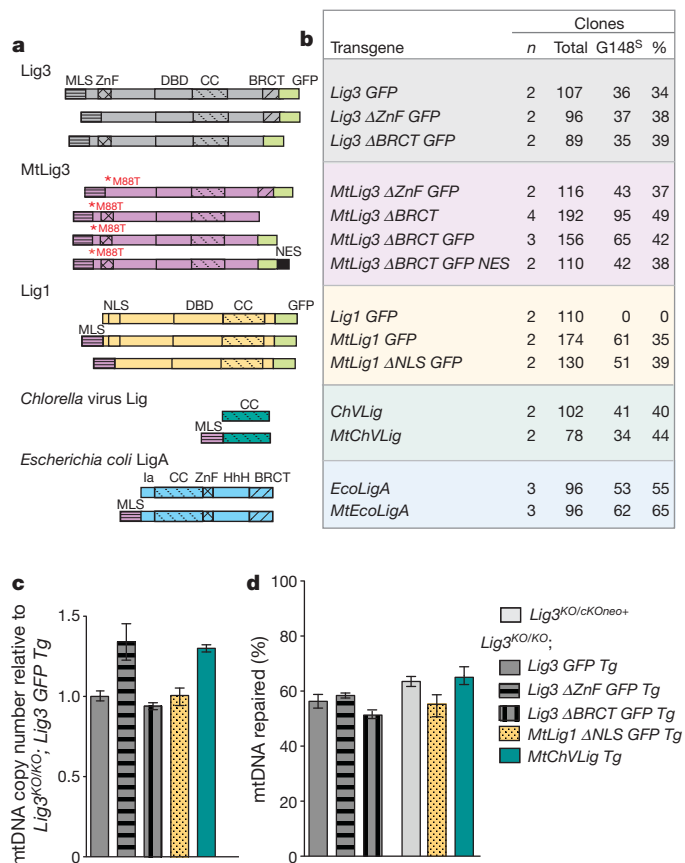 a
Lig3
MLS ZnF DBD CC BRCT GFP
MtLig3
*M88T
*M88T
*M88T
*M88T
NES
Lig1
NLS DBD CC GFP
MLS
Chlorella virus Lig
CC
MLS
Escherichia coli LigA
Ia CC ZnF HhH BRCT
MLS
b
Clones
Transgene n Total G148S %
Lig3 GFP 2 107 36 34
Lig3 ΔZnF GFP 2 96 37 38
Lig3 ΔBRCT GFP 2 89 35 39
MtLig3 ΔZnF GFP 2 116 43 37
MtLig3 ΔBRCT 4 192 95 49
MtLig3 ΔBRCT GFP 3 156 65 42
MtLig3 ΔBRCT GFP NES 2 110 42 38
Lig1 GFP 2 110 0 0
MtLig1 GFP 2 174 61 35
MtLig1 ΔNLS GFP 2 130 51 39
ChVLig 2 102 41 40
MtChVLig 2 78 34 44
EcoLigA 3 96 53 55
MtEcoLigA 3 96 62 65
c
mtDNA copy number relative to
Lig3KO/KO; Lig3 GFP Tg
1.5
1.0
0.5
0
d
mtDNA repaired (%)
100
80
60
40
20
0
Lig3KO/cKOneo+
Lig3KO/KO;
Lig3 GFP Tg
Lig3 ΔZnF GFP Tg
Lig3 ΔBRCT GFP Tg
MtLig1 ΔNLS GFP Tg
MtChVLig Tg